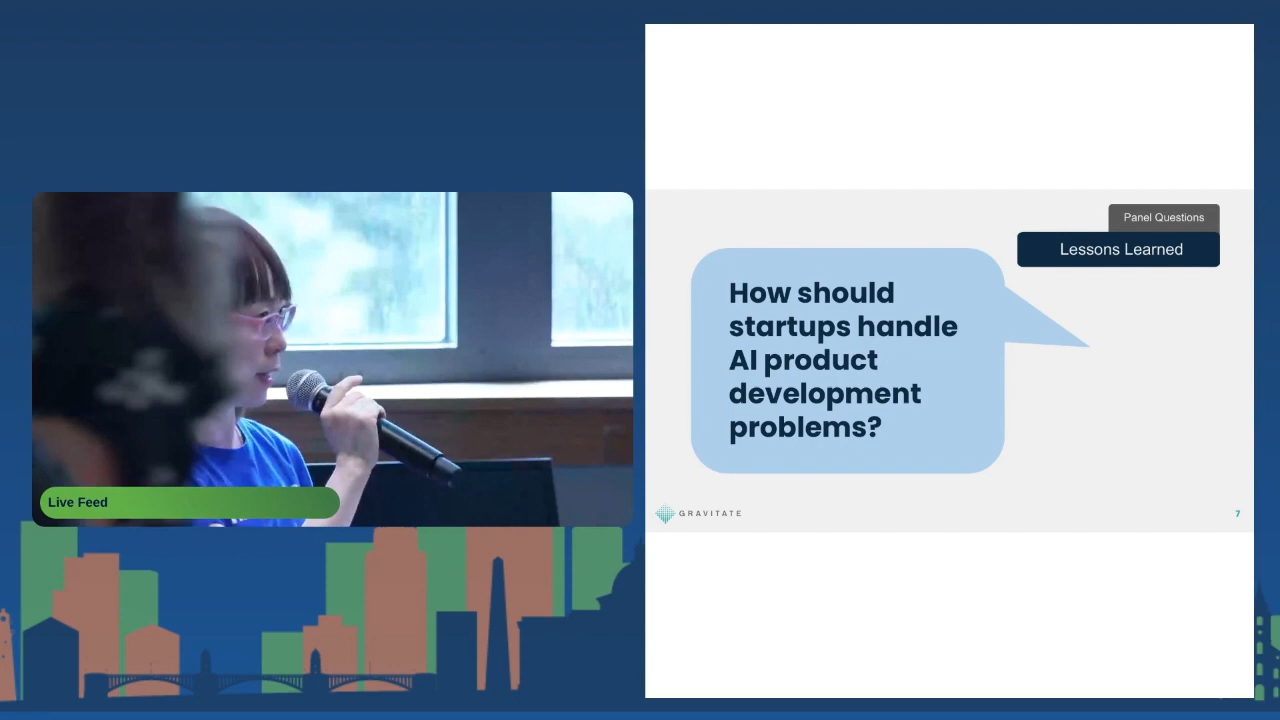 Live Feed
Panel Questions
Lessons Learned
How should
startups handle
AI product
development
problems?
GRAVITATE
7